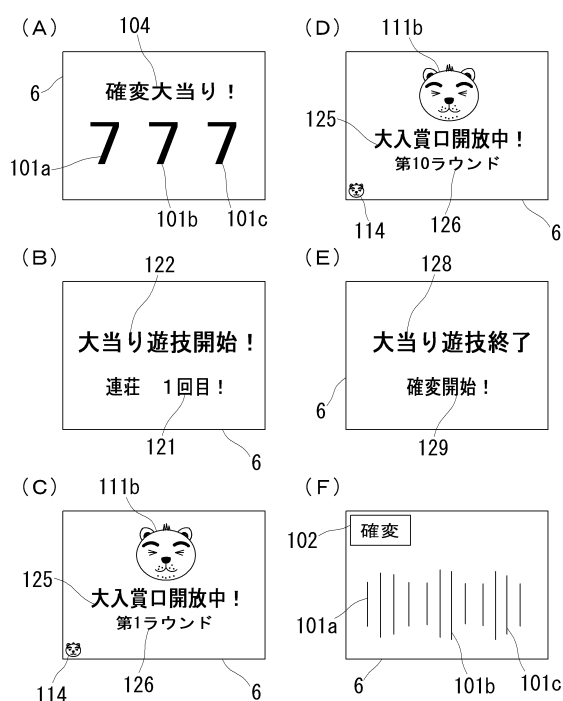 （A）
104
6
確変大当り！
7 7 7
101a
101b
101c
（B）
122
大当り遊技開始！
連荘　1回目！
121
6
（C）
111b
125
大入賞口開放中！
第1ラウンド
114
126
6
（D）
111b
125
大入賞口開放中！
第10ラウンド
114
126
6
（E）
128
大当り遊技終了
確変開始！
6
129
（F）
102
確変
101a
6
101b
101c